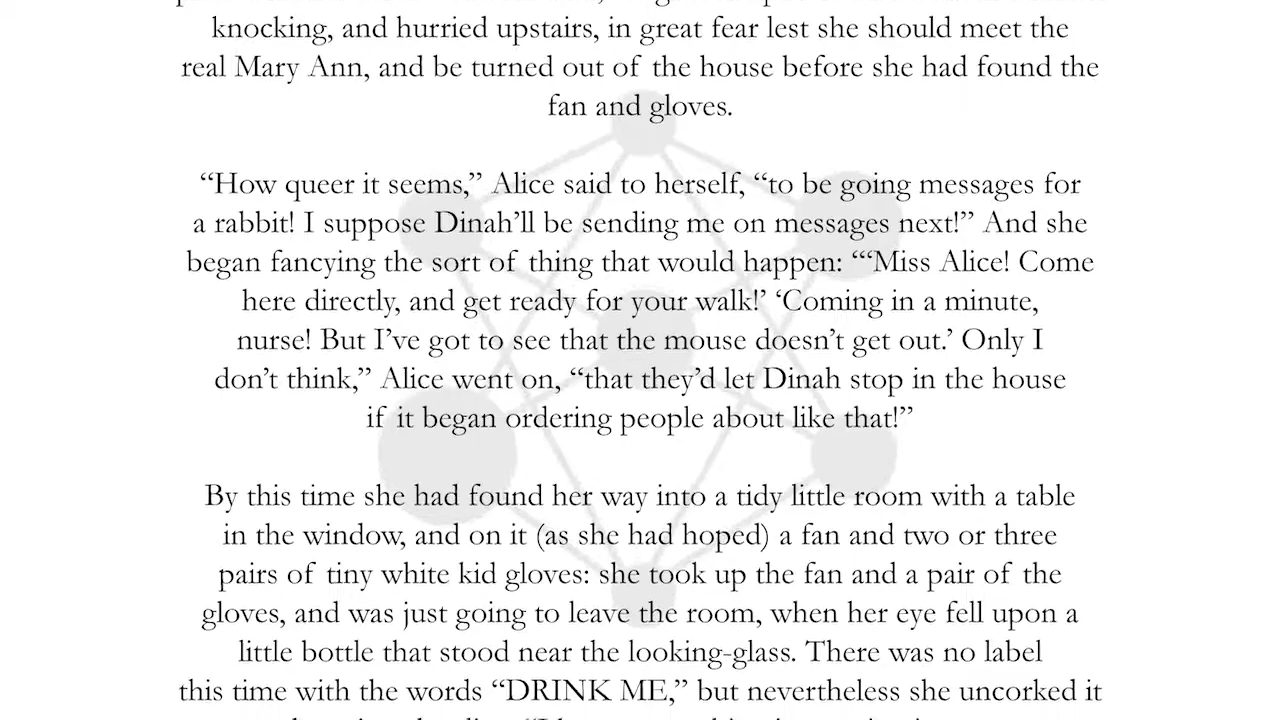 knocking, and hurried upstairs, in great fear lest she should meet the
real Mary Ann, and be turned out of the house before she had found the
fan and gloves.
“How queer it seems,” Alice said to herself, “to be going messages for
a rabbit! I suppose Dinah’ll be sending me on messages next!” And she
began fancying the sort of thing that would happen: “‘Miss Alice! Come
here directly, and get ready for your walk!’ ‘Coming in a minute,
nurse! But I’ve got to see that the mouse doesn’t get out.’ Only I
don’t think,” Alice went on, “that they’d let Dinah stop in the house
if it began ordering people about like that!”
By this time she had found her way into a tidy little room with a table
in the window, and on it (as she had hoped) a fan and two or three
pairs of tiny white kid gloves: she took up the fan and a pair of the
gloves, and was just going to leave the room, when her eye fell upon a
little bottle that stood near the looking-glass. There was no label
this time with the words “DRINK ME,” but nevertheless she uncorked it